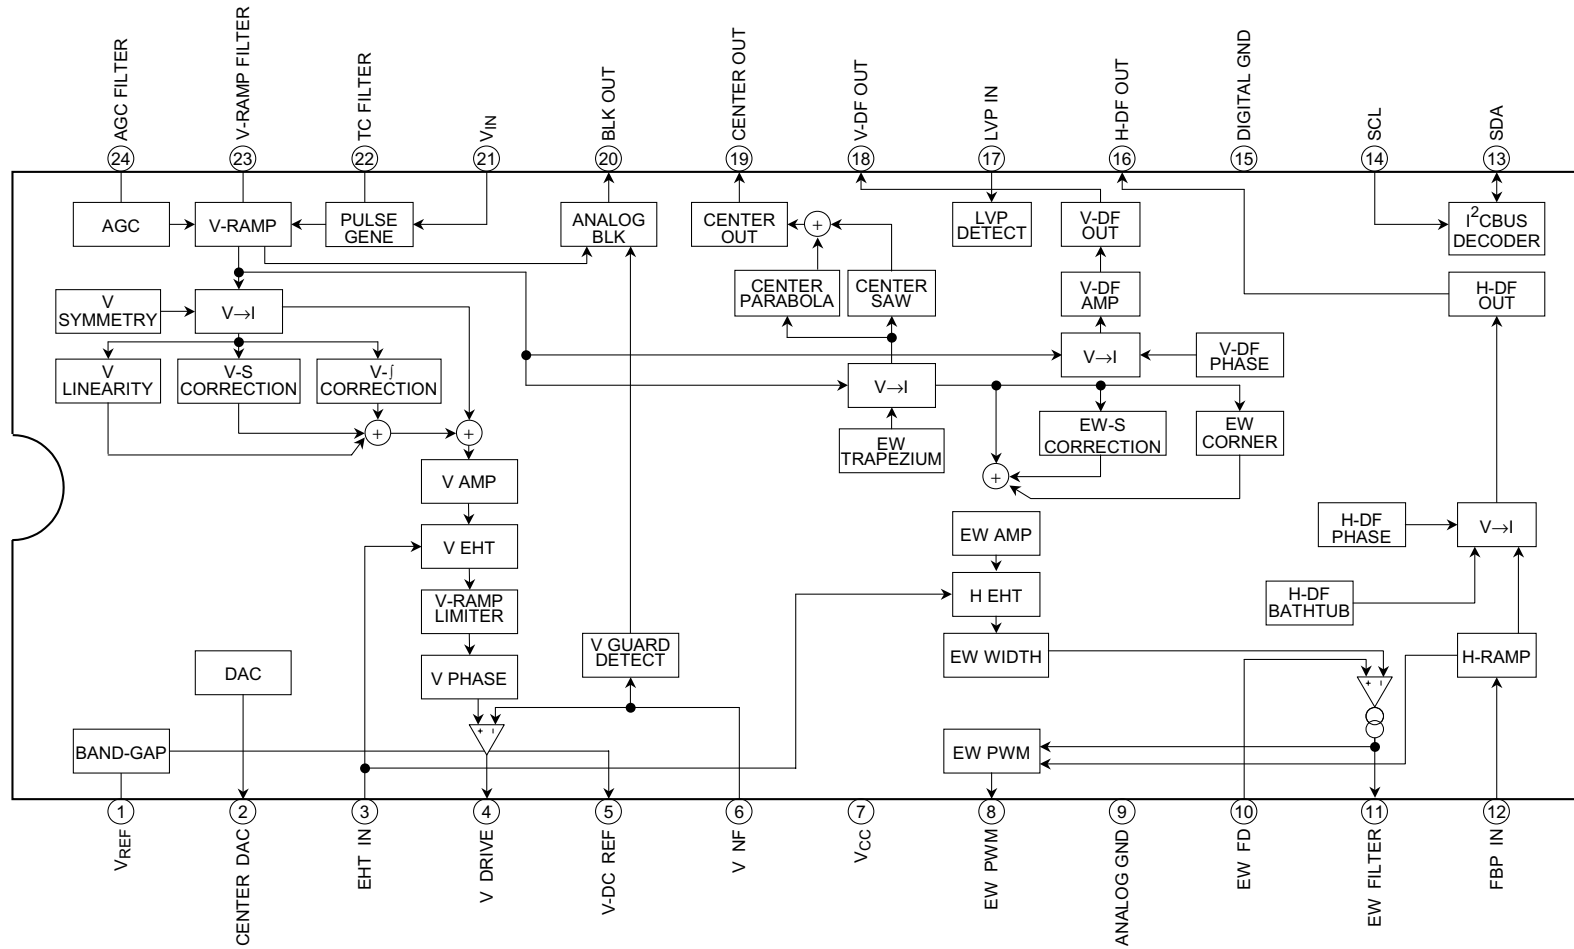 AGC FILTER
V-RAMP FILTER
TC FILTER
VIN
BLK OUT
CENTER OUT
V-DF OUT
LVP IN
H-DF OUT
DIGITAL GND
SCL
SDA
24
23
22
21
20
19
18
17
16
15
14
13
AGC
V-RAMP
PULSE
GENE
ANALOG
BLK
CENTER
OUT
+
LVP
DETECT
V-DF
OUT
I²CBUS
DECODER
V
SYMMETRY
V→I
CENTER
PARABOLA
CENTER
SAW
V-DF
AMP
H-DF
OUT
V
LINEARITY
V-S
CORRECTION
V-∫
CORRECTION
V→I
V→I
V-DF
PHASE
+
+
EW
TRAPEZIUM
EW-S
CORRECTION
EW
CORNER
+
V AMP
V EHT
EW AMP
H-DF
PHASE
V→I
V-RAMP
LIMITER
H EHT
H-DF
BATHTUB
DAC
V PHASE
V GUARD
DETECT
EW WIDTH
H-RAMP
+ −
+ −
BAND-GAP
EW PWM
1
2
3
4
5
6
7
8
9
10
11
12
VREF
CENTER DAC
EHT IN
V DRIVE
V-DC REF
V NF
VCC
EW PWM
ANALOG GND
EW FD
EW FILTER
FBP IN